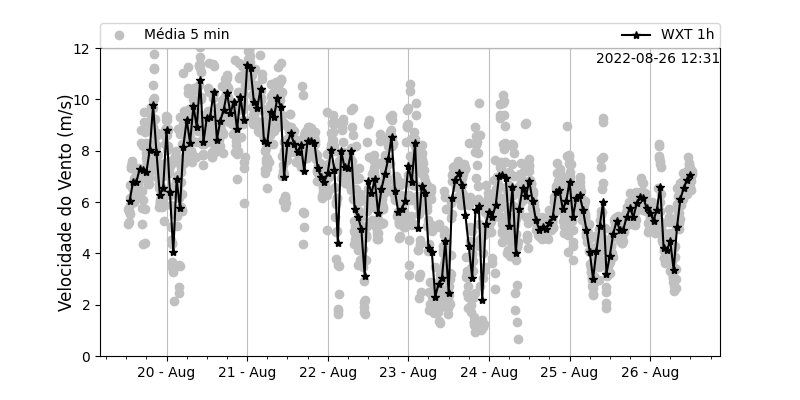 Média 5 min
WXT 1h
2022-08-26 12:31
Velocidade do Vento (m/s)
12
10
8
6
4
2
0
20 - Aug
21 - Aug
22 - Aug
23 - Aug
24 - Aug
25 - Aug
26 - Aug